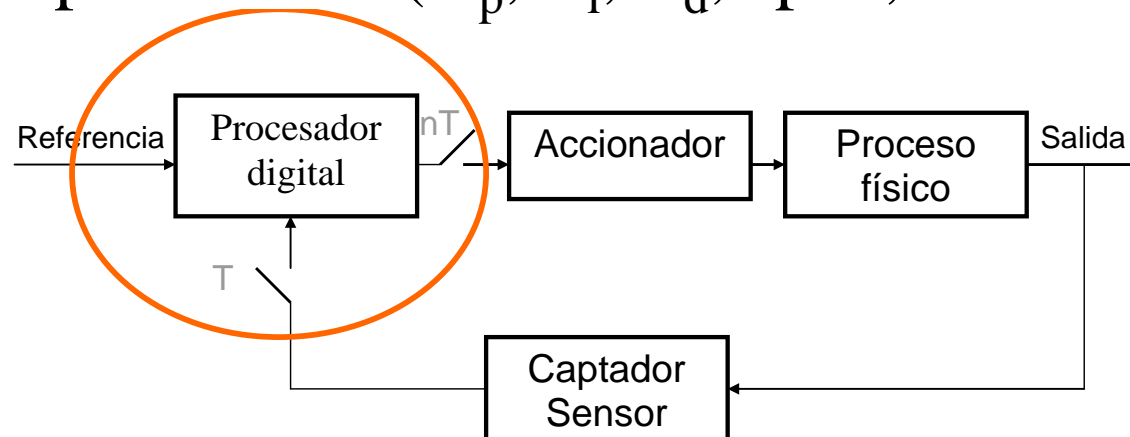 Referencia
Procesador
digital
nT
Accionador
Proceso
físico
Salida
T
Captador
Sensor